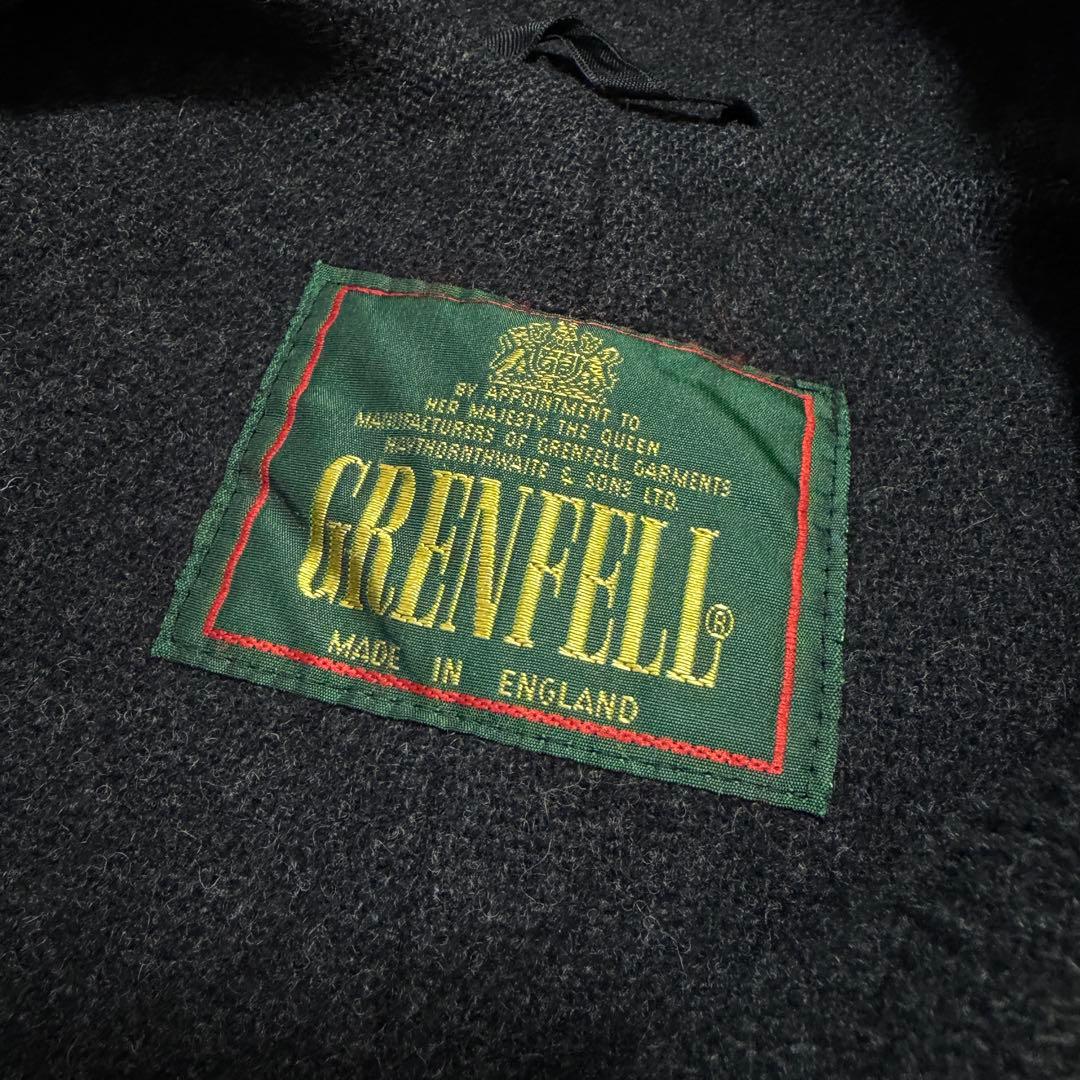 BY APPOINTMENT TO
HER MAJESTY THE QUEEN
MANUFACTURERS OF GRENFELL GARMENTS
HAYTHORNTHWAITE & SONS LTD.
GRENFELL®
MADE IN ENGLAND